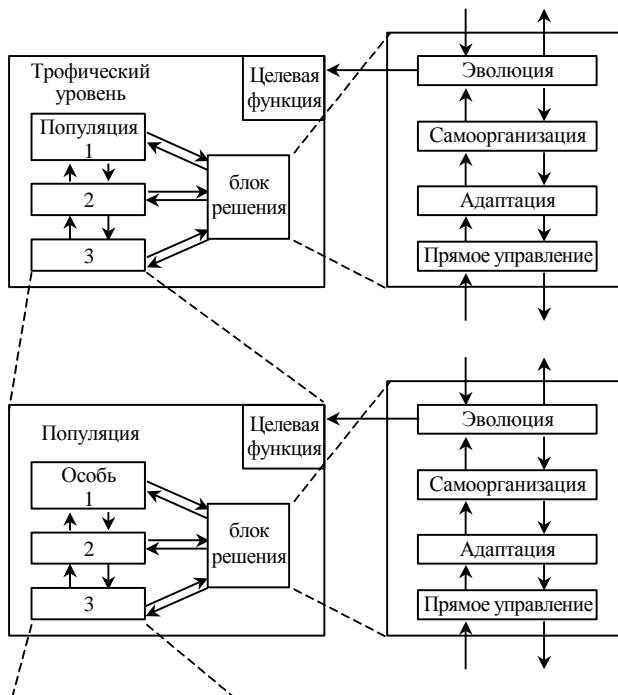 Трофический
уровень
Целевая
функция
Популяция
1
2
3
блок
решения
Эволюция
Самоорганизация
Адаптация
Прямое управление
Популяция
Целевая
функция
Особь
1
2
3
блок
решения
Эволюция
Самоорганизация
Адаптация
Прямое управление